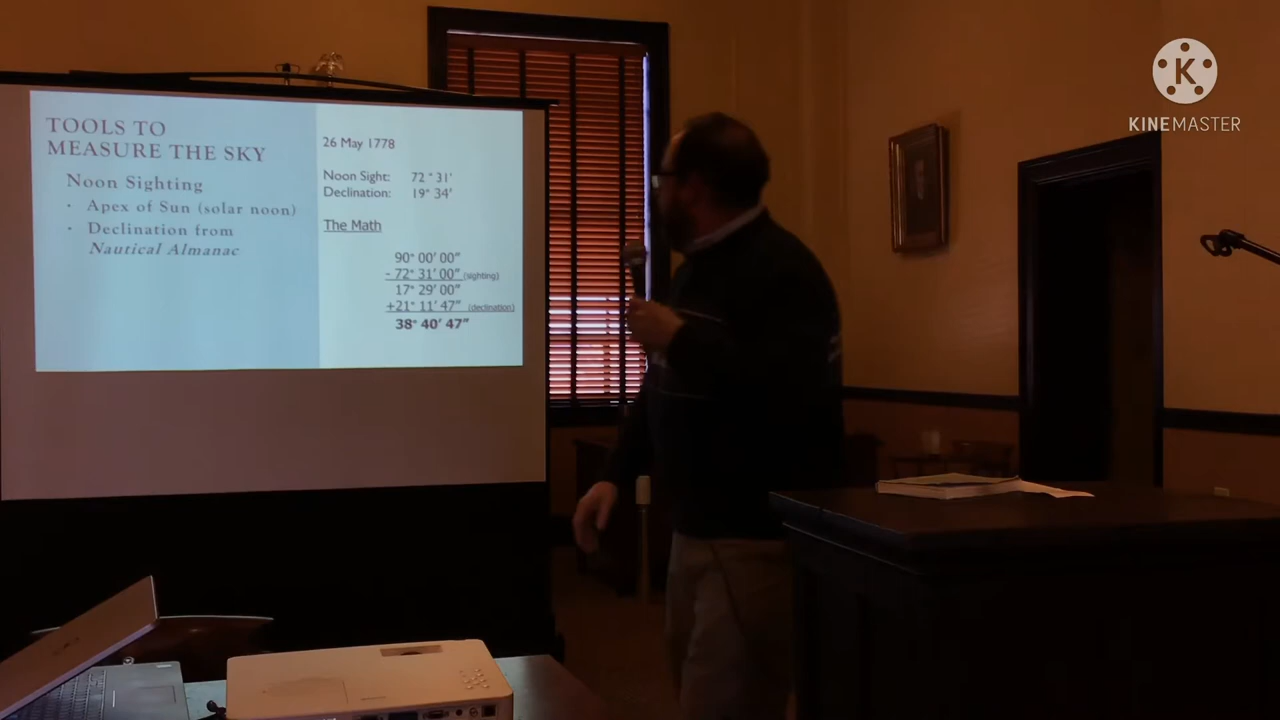 TOOLS TO
MEASURE THE SKY
Noon Sighting
• Apex of Sun (solar noon)
• Declination from
Nautical Almanac
26 May 1778
Noon Sight: 72 ° 31'
Declination: 19° 34'
The Math
90° 00' 00"
- 72° 31' 00" (sighting)
17° 29' 00"
+21° 11' 47" (declination)
38° 40' 47"
K
KINEMASTER